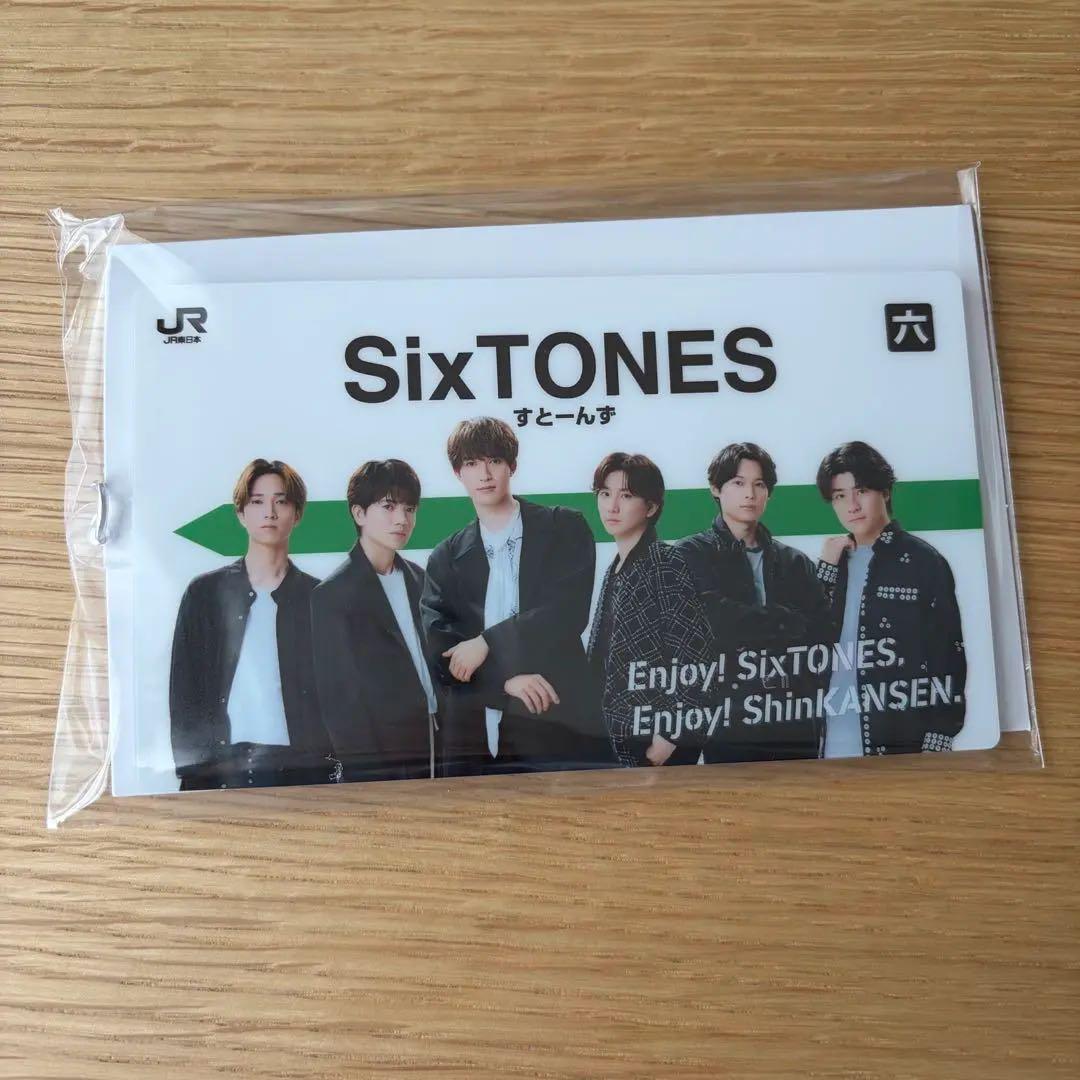 JR
JR東日本
六
SixTONES
すとーんず
Enjoy! SixTONES.
Enjoy! ShinKANSEN.